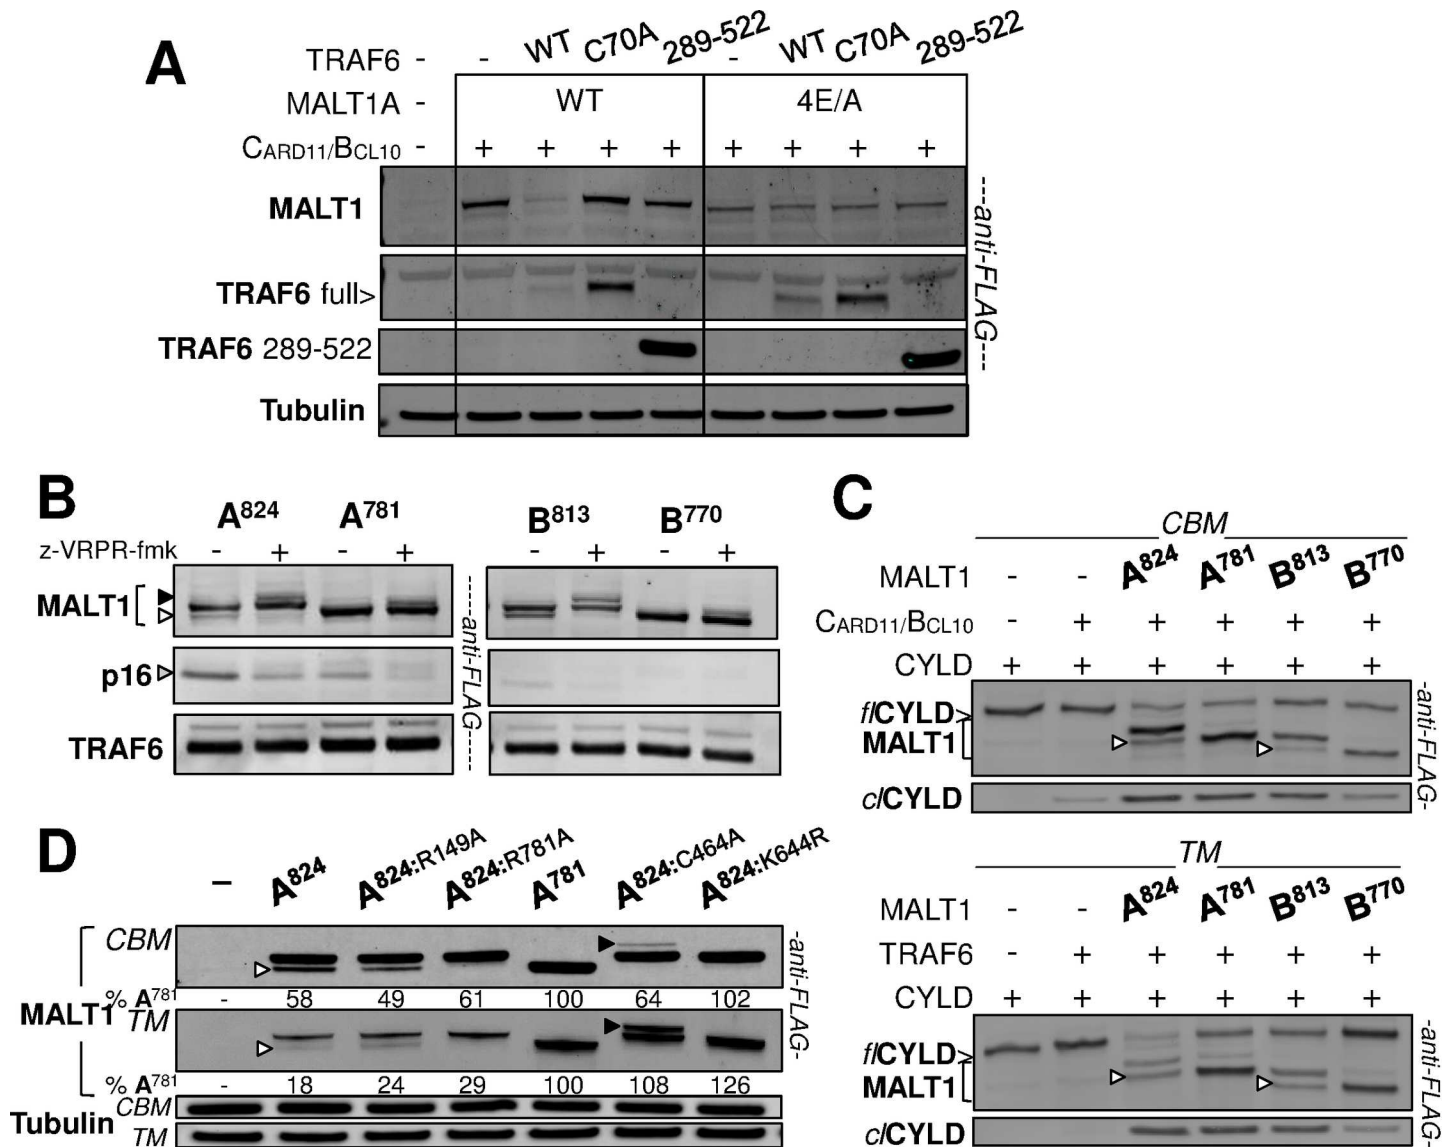 A
TRAF6 - - WT C70A 289-522 - WT C70A 289-522
MALT1A - WT 4E/A
CARD11/BCL10 - + + + + + + + +
MALT1
TRAF6 full>
TRAF6 289-522
Tubulin
---anti-FLAG---
B
A824 A781 B813 B770
z-VRPR-fmk - + - + - + - +
MALT1
p16
TRAF6
-----anti-FLAG-----
C
CBM
MALT1 - - A824 A781 B813 B770
CARD11/BCL10 - + + + + +
CYLD + + + + + +
flCYLD>
MALT1
clCYLD
-anti-FLAG-
TM
MALT1 - - A824 A781 B813 B770
TRAF6 - + + + + +
CYLD + + + + + +
flCYLD>
MALT1
clCYLD
-anti-FLAG-
D
– A824 A824:R149A A824:R781A A781 A824:C464A A824:K644R
CBM
% A781 - 58 49 61 100 64 102
MALT1 TM
% A781 - 18 24 29 100 108 126
Tubulin CBM
TM
-anti-FLAG-